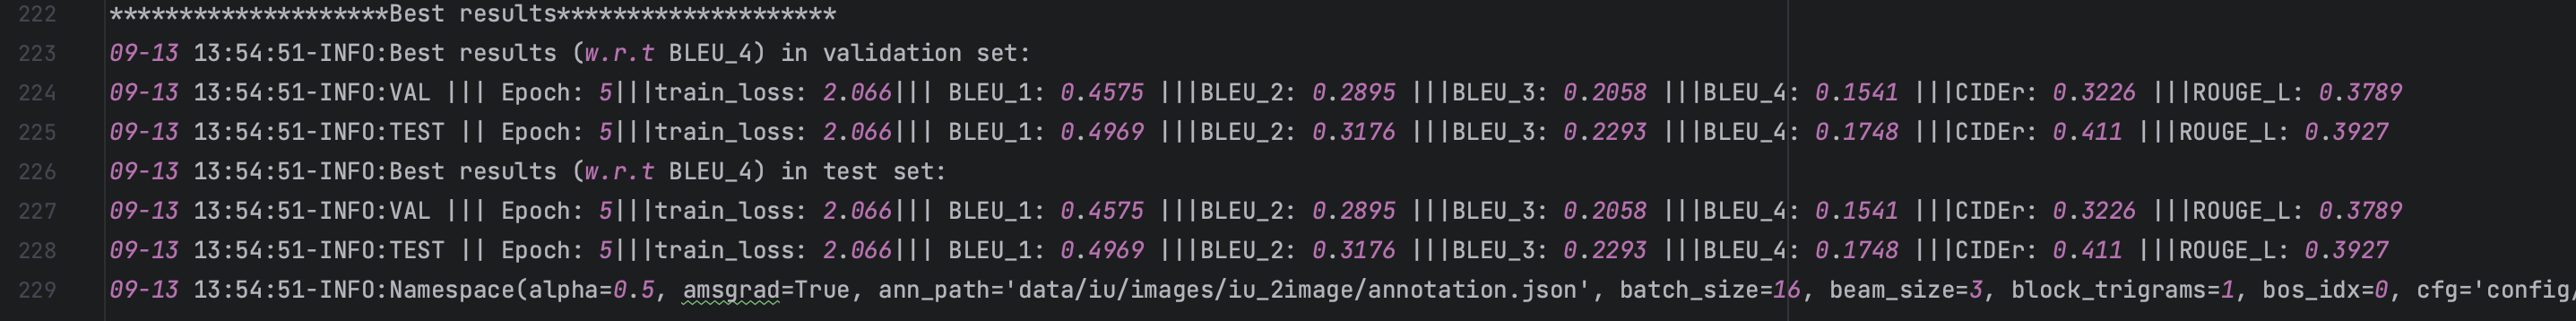 222 ********************Best results********************
223 09-13 13:54:51-INFO:Best results (w.r.t BLEU_4) in validation set:
224 09-13 13:54:51-INFO:VAL ||| Epoch: 5|||train_loss: 2.066||| BLEU_1: 0.4575 |||BLEU_2: 0.2895 |||BLEU_3: 0.2058 |||BLEU_4: 0.1541 |||CIDEr: 0.3226 |||ROUGE_L: 0.3789
225 09-13 13:54:51-INFO:TEST || Epoch: 5|||train_loss: 2.066||| BLEU_1: 0.4969 |||BLEU_2: 0.3176 |||BLEU_3: 0.2293 |||BLEU_4: 0.1748 |||CIDEr: 0.411 |||ROUGE_L: 0.3927
226 09-13 13:54:51-INFO:Best results (w.r.t BLEU_4) in test set:
227 09-13 13:54:51-INFO:VAL ||| Epoch: 5|||train_loss: 2.066||| BLEU_1: 0.4575 |||BLEU_2: 0.2895 |||BLEU_3: 0.2058 |||BLEU_4: 0.1541 |||CIDEr: 0.3226 |||ROUGE_L: 0.3789
228 09-13 13:54:51-INFO:TEST || Epoch: 5|||train_loss: 2.066||| BLEU_1: 0.4969 |||BLEU_2: 0.3176 |||BLEU_3: 0.2293 |||BLEU_4: 0.1748 |||CIDEr: 0.411 |||ROUGE_L: 0.3927
229 09-13 13:54:51-INFO:Namespace(alpha=0.5, amsgrad=True, ann_path='data/iu/images/iu_2image/annotation.json', batch_size=16, beam_size=3, block_trigrams=1, bos_idx=0, cfg='config/